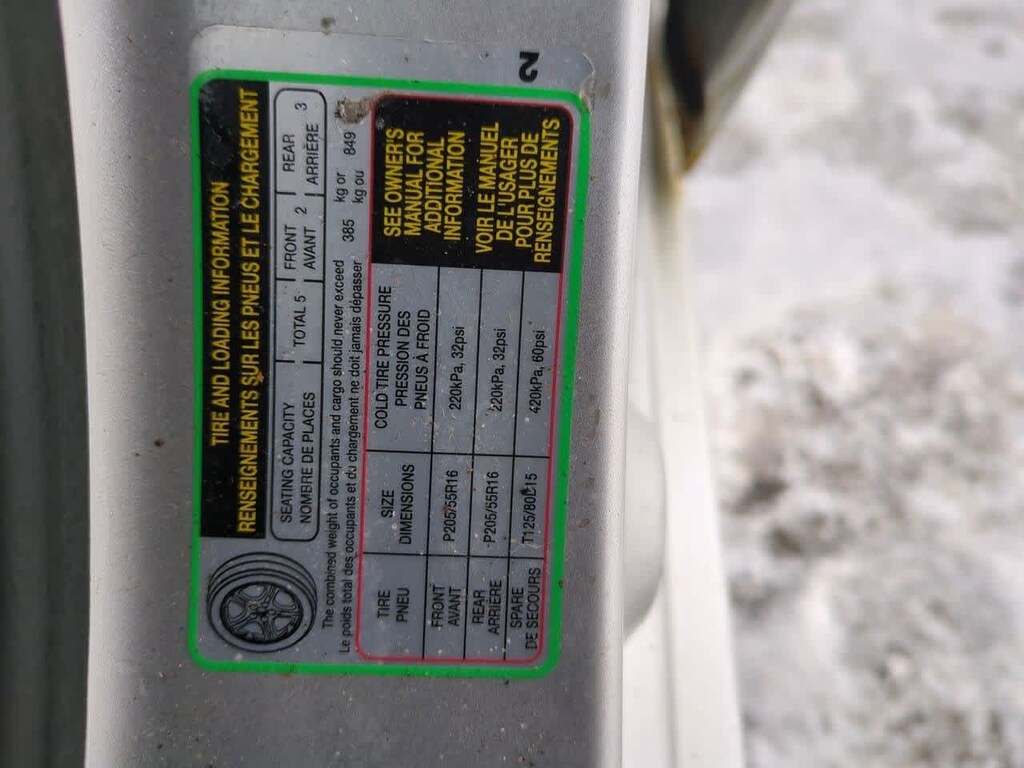 2
TIRE AND LOADING INFORMATION
RENSEIGNEMENTS SUR LES PNEUS ET LE CHARGEMENT
SEATING CAPACITY TOTAL 5 FRONT 2 REAR 3
NOMBRE DE PLACES AVANT ARRIÈRE
The combined weight of occupants and cargo should never exceed 385 kg or 849
Le poids total des occupants et du chargement ne doit jamais dépasser kg ou
TIRE SIZE COLD TIRE PRESSURE
PNEU DIMENSIONS PRESSION DES
PNEUS À FROID
FRONT P205/55R16 220kPa, 32psi
AVANT
REAR P205/55R16 220kPa, 32psi
ARRIÈRE
SPARE T125/80D15 420kPa, 60psi
DE SECOURS
SEE OWNER'S
MANUAL FOR
ADDITIONAL
INFORMATION
VOIR LE MANUEL
DE L'USAGER
POUR PLUS DE
RENSEIGNEMENTS